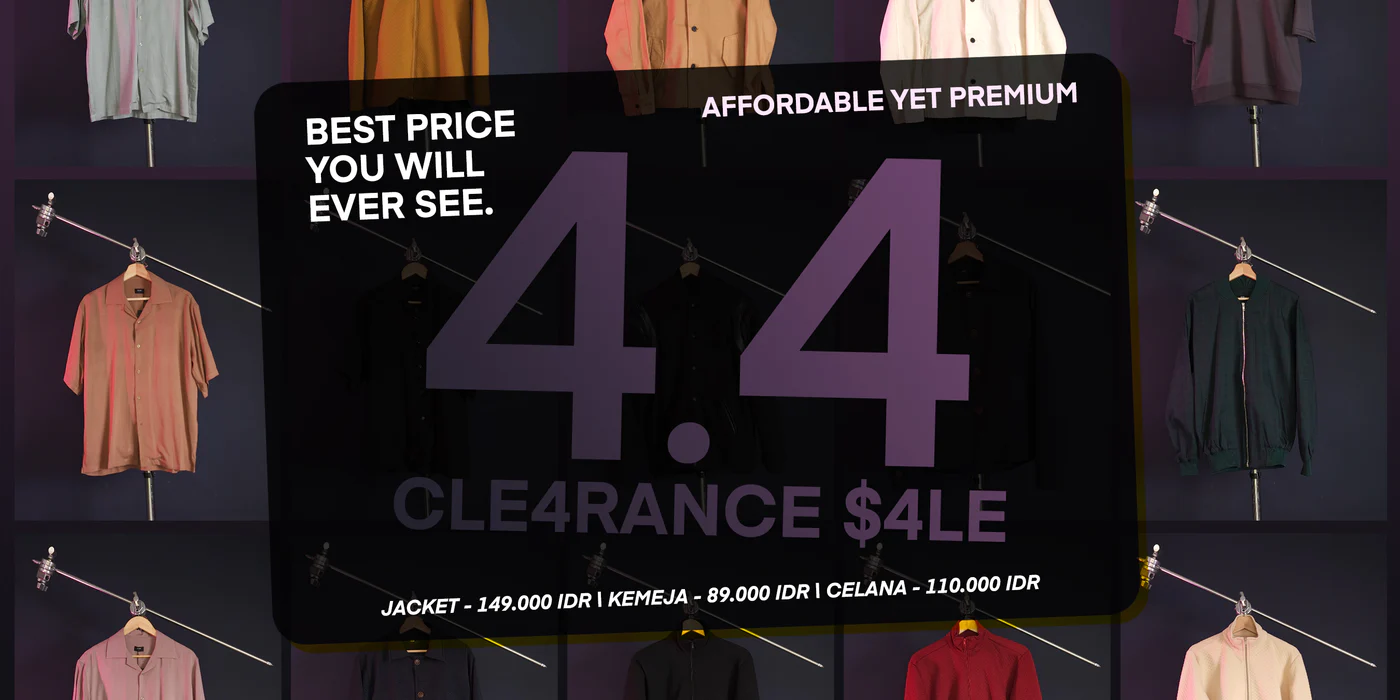 BEST PRICE
YOU WILL
EVER SEE.
AFFORDABLE YET PREMIUM
4.4
CLE4RANCE $4LE
JACKET - 149.000 IDR \ KEMEJA - 89.000 IDR \ CELANA - 110.000 IDR